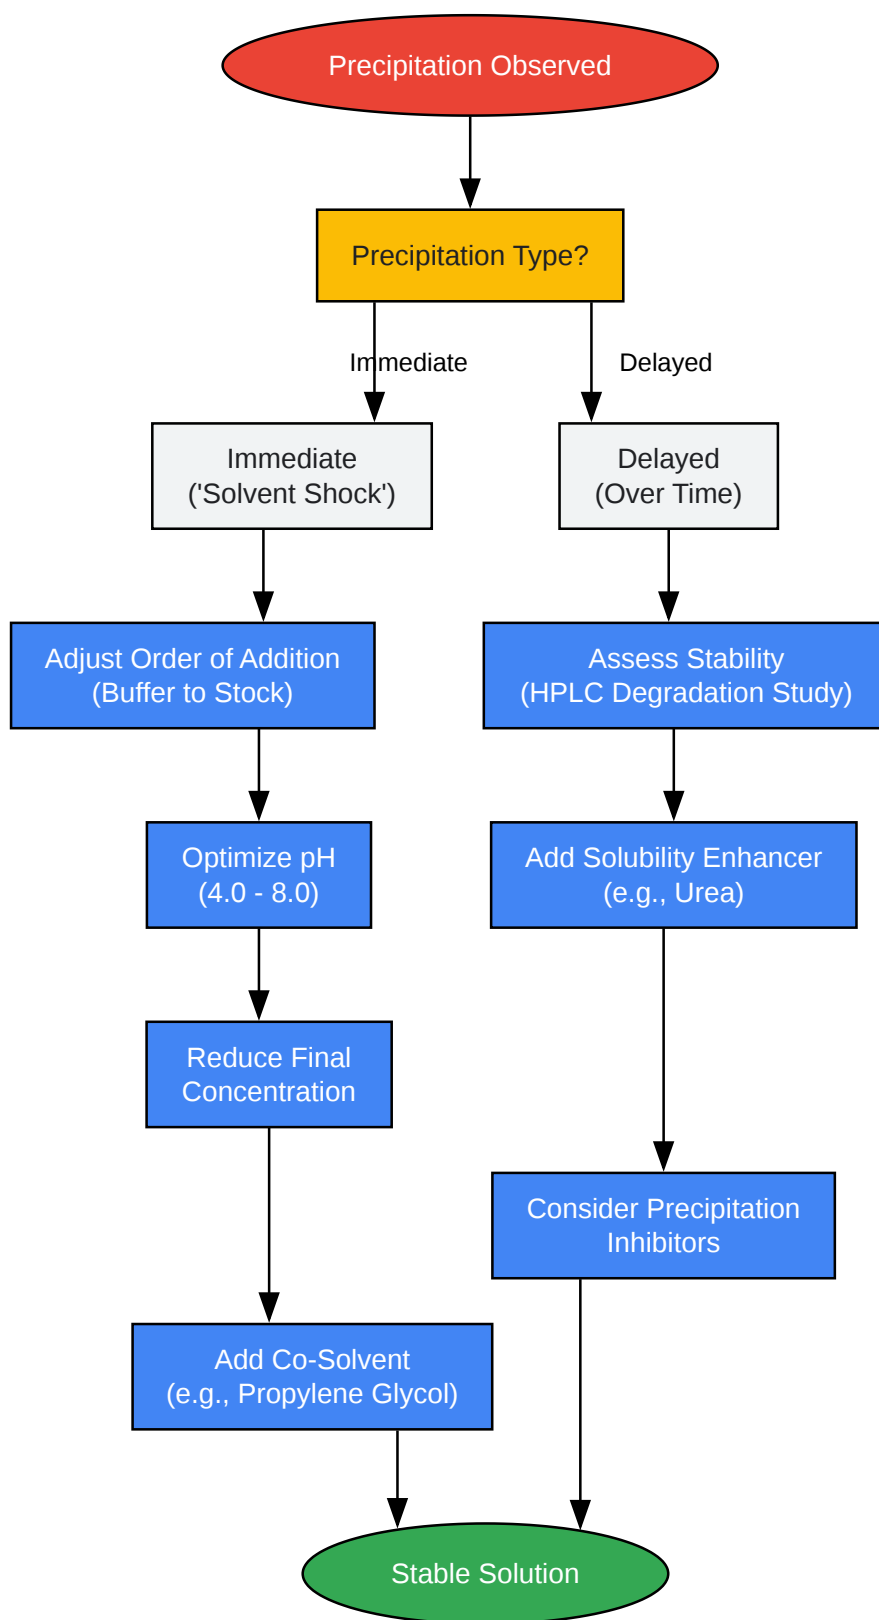 Precipitation Observed
Precipitation Type?
Immediate
Delayed
Immediate
('Solvent Shock')
Delayed
(Over Time)
Adjust Order of Addition
(Buffer to Stock)
Assess Stability
(HPLC Degradation Study)
Optimize pH
(4.0 - 8.0)
Add Solubility Enhancer
(e.g., Urea)
Reduce Final
Concentration
Consider Precipitation
Inhibitors
Add Co-Solvent
(e.g., Propylene Glycol)
Stable Solution